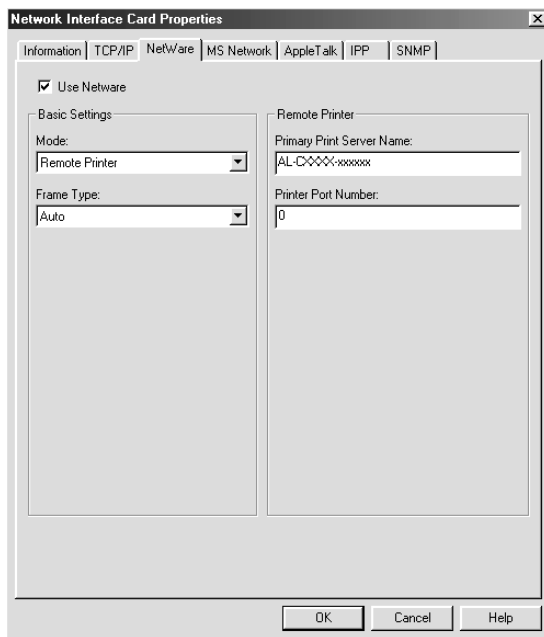 Network Interface Card Properties
Information TCP/IP NetWare MS Network AppleTalk IPP SNMP
Use Netware
Basic Settings
Mode:
Remote Printer
Frame Type:
Auto
Remote Printer
Primary Print Server Name:
AL-CXXXX-xxxxxx
Printer Port Number:
0
OK Cancel Help